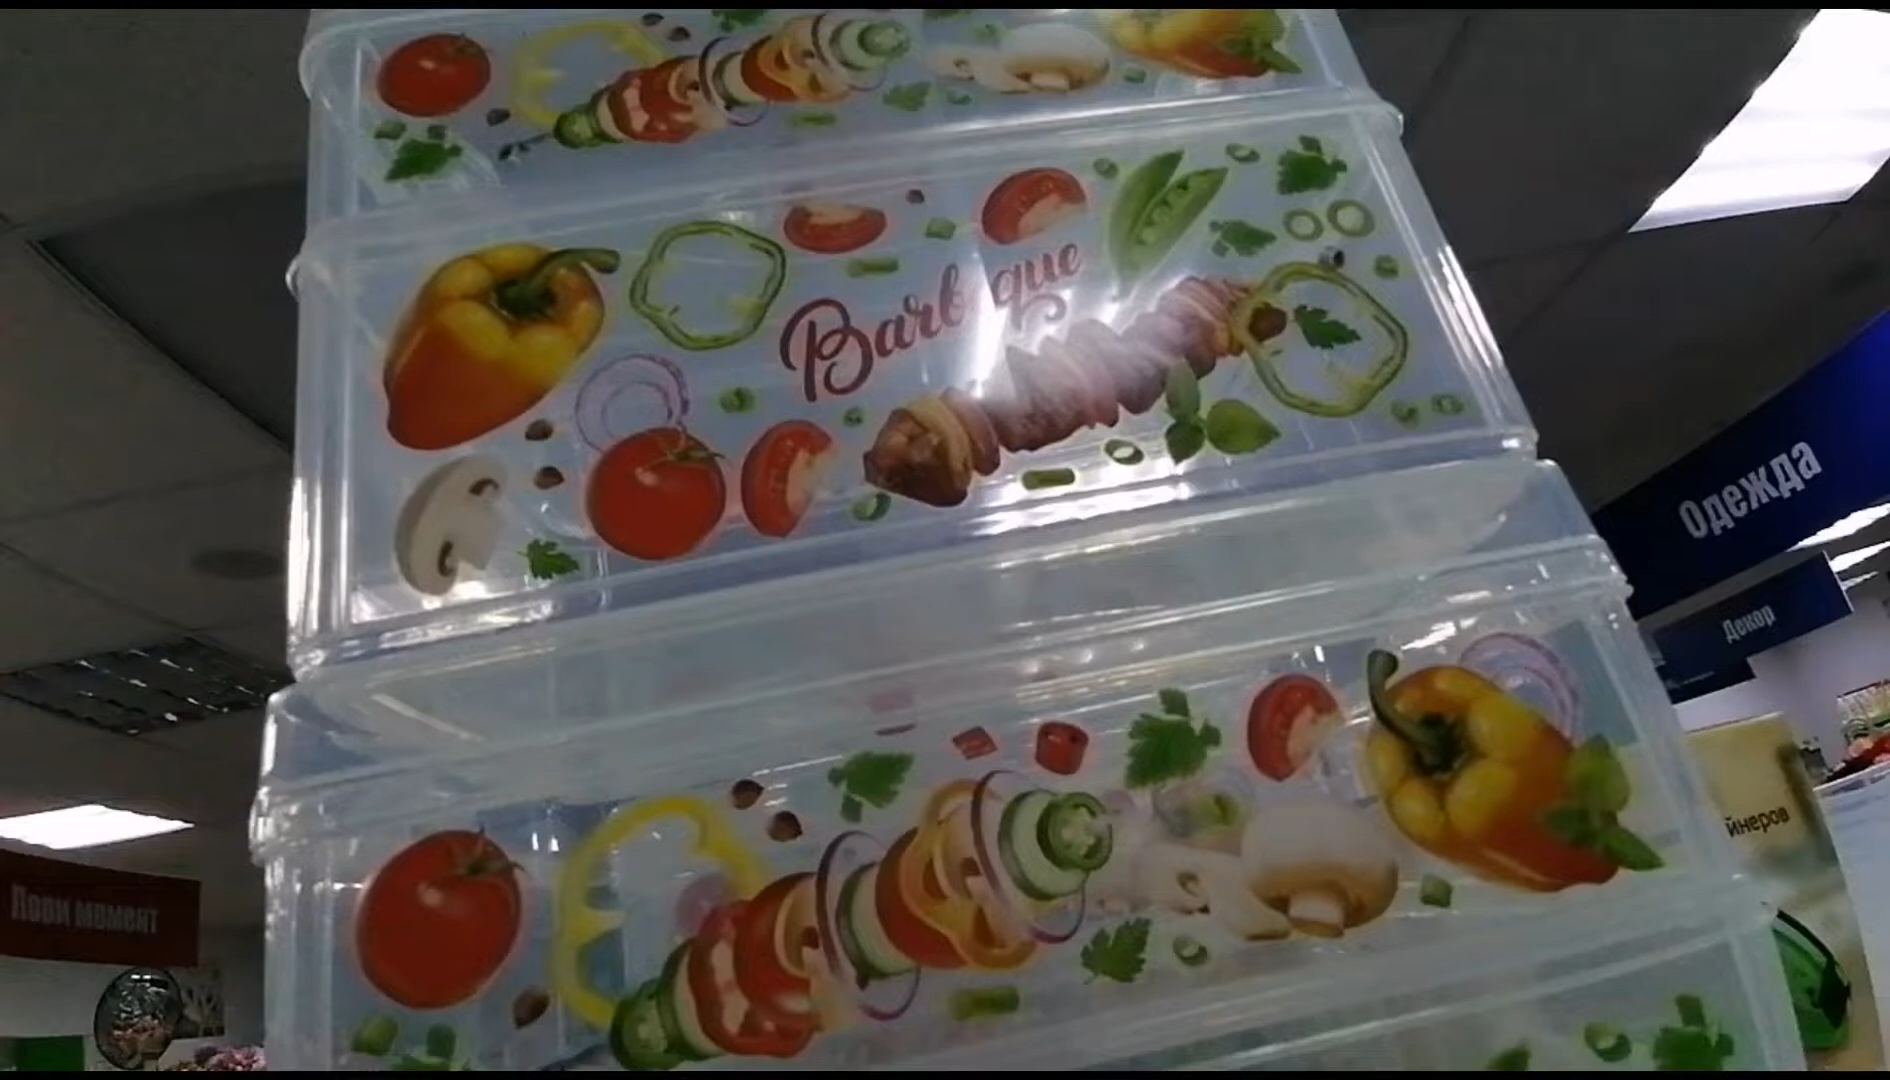 Barbeque
Одежда
Декор
йнеров
Лови момент